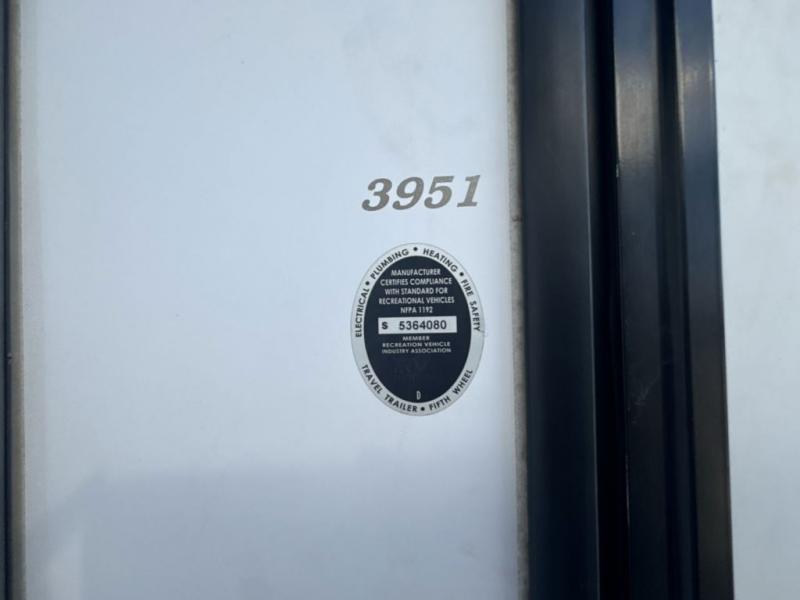 3951
ELECTRICAL • PLUMBING • HEATING • FIRE SAFETY
MANUFACTURER
CERTIFIES COMPLIANCE
WITH STANDARD FOR
RECREATIONAL VEHICLES
NFPA 1192
S 5364080
MEMBER
RECREATION VEHICLE
INDUSTRY ASSOCIATION
D
TRAVEL TRAILER • FIFTH WHEEL